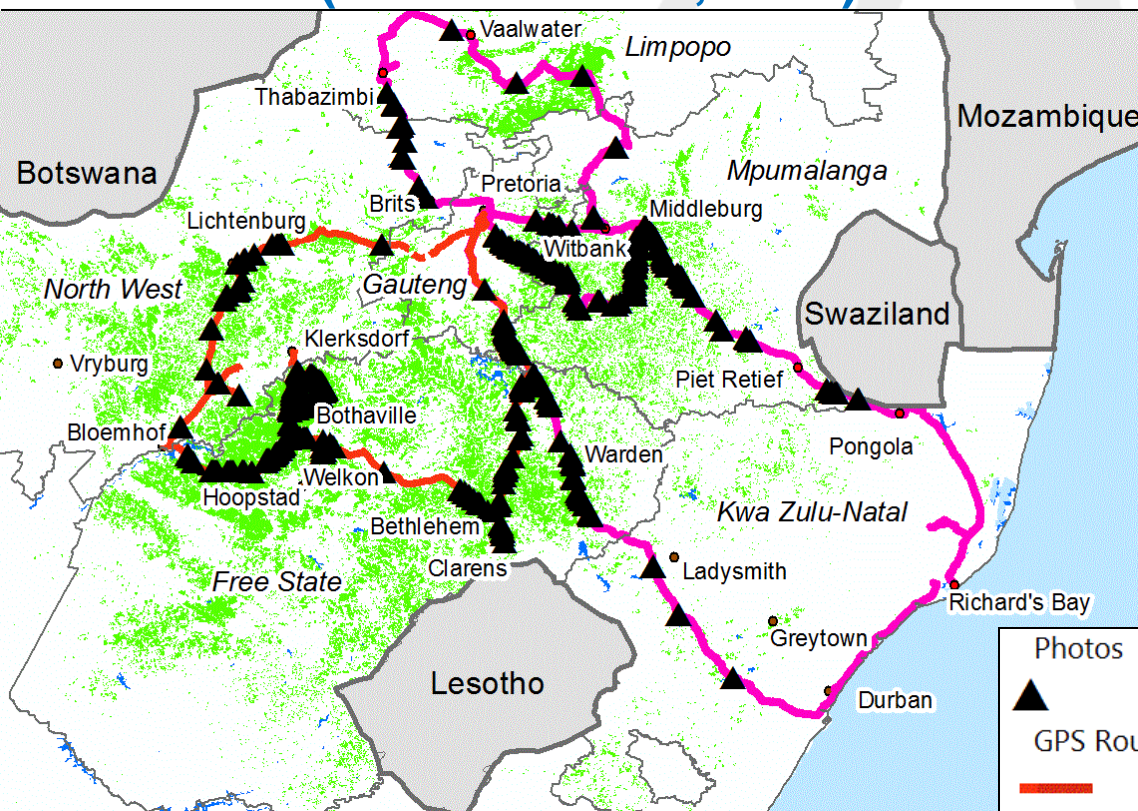 Vaalwater
Limpopo
Thabazimbi
Mozambique
Botswana
Mpumalanga
Pretoria
Brits
Lichtenburg
Middleburg
Witbank
North West
Gauteng
Swaziland
Klerksdorf
Vryburg
Piet Retief
Bothaville
Bloemhof
Pongola
Warden
Welkon
Hoopstad
Kwa Zulu-Natal
Bethlehem
Clarens
Ladysmith
Free State
Richard's Bay
Greytown
Lesotho
Durban
Photos
GPS Rou